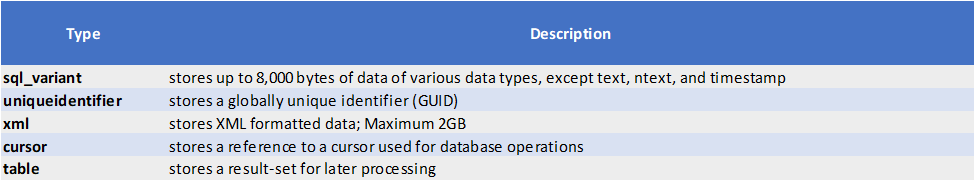 Type Description
sql_variant stores up to 8,000 bytes of data of various data types, except text, ntext, and timestamp
uniqueidentifier stores a globally unique identifier (GUID)
xml stores XML formatted data; Maximum 2GB
cursor stores a reference to a cursor used for database operations
table stores a result-set for later processing